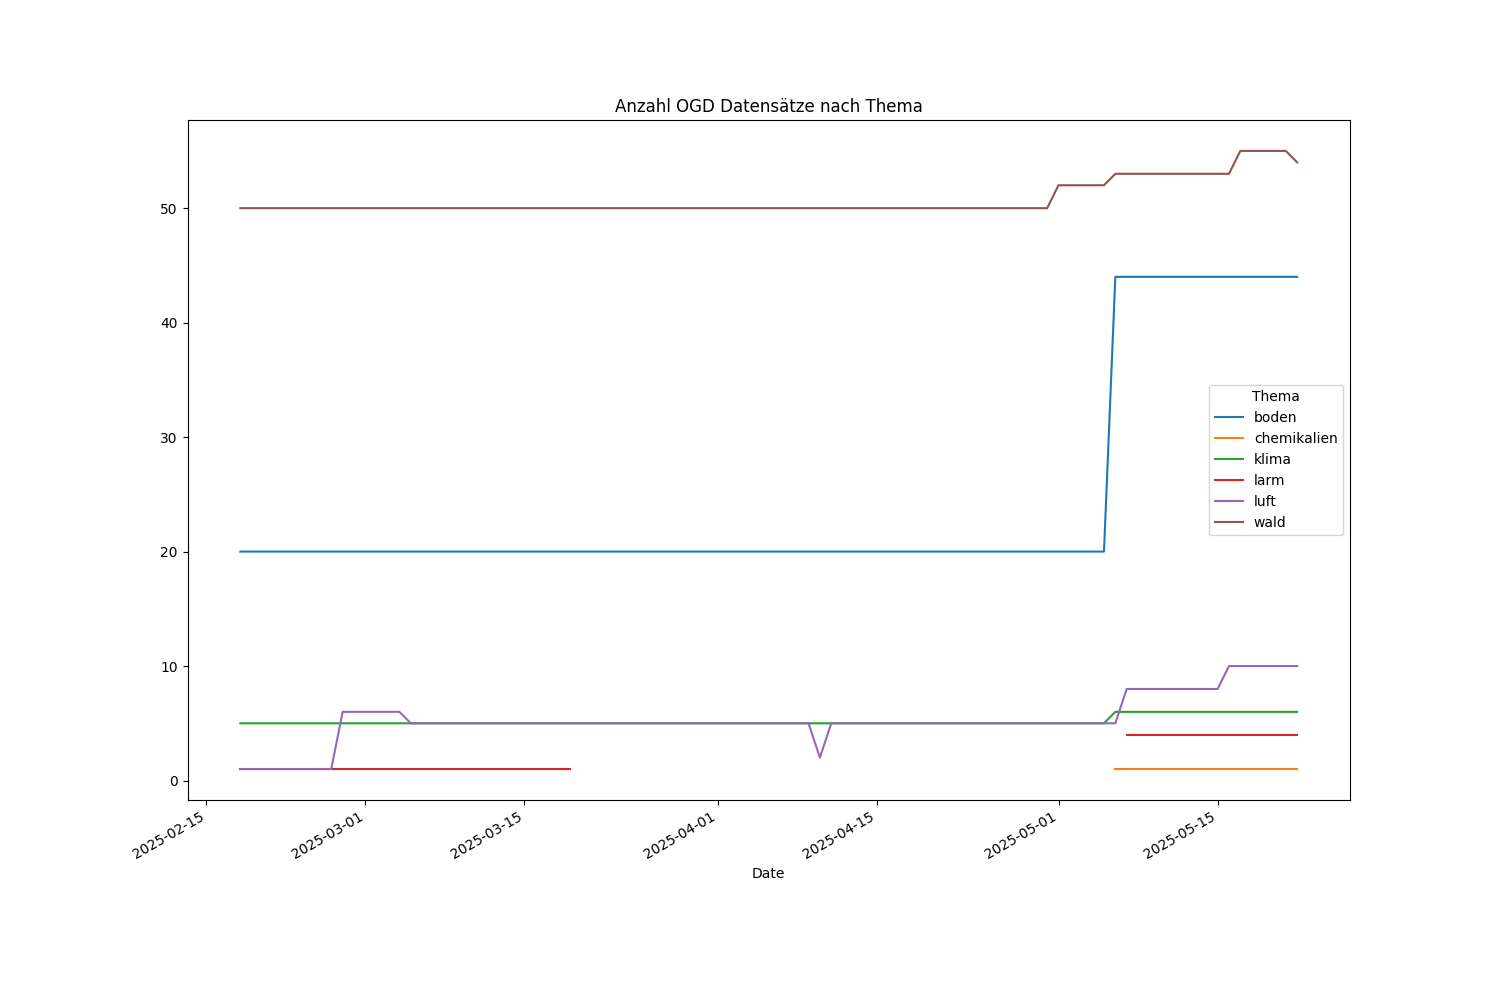 Anzahl OGD Datensätze nach Thema
50
40
30
20
10
0
Thema
boden
chemikalien
klima
larm
luft
wald
2025-02-15
2025-03-01
2025-03-15
2025-04-01
2025-04-15
2025-05-01
2025-05-15
Date